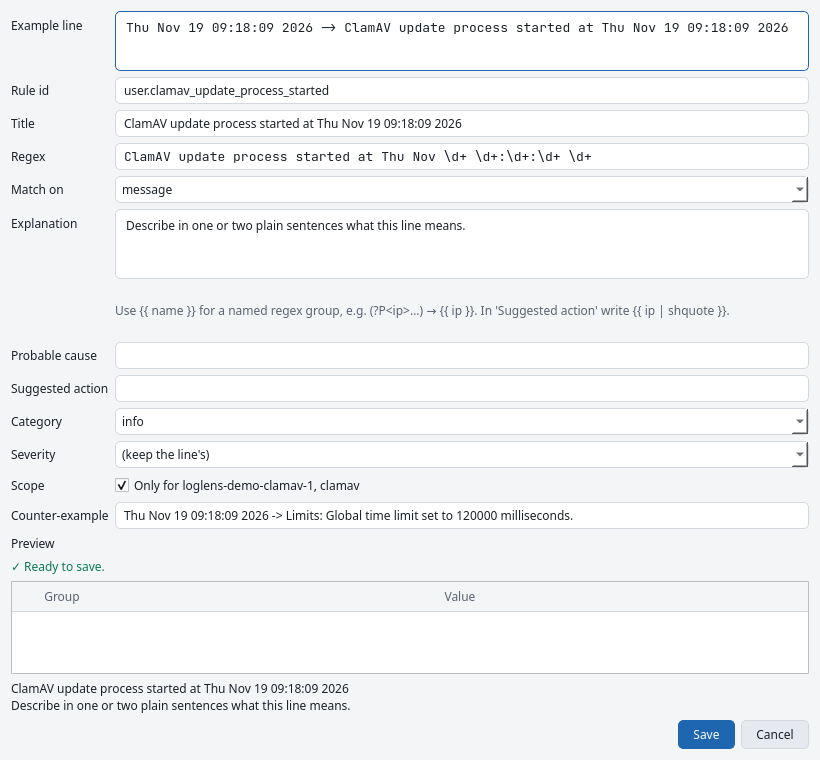 Example line
Thu Nov 19 09:18:09 2026 -> ClamAV update process started at Thu Nov 19 09:18:09 2026
Rule id
user.clamav_update_process_started
Title
ClamAV update process started at Thu Nov 19 09:18:09 2026
Regex
ClamAV update process started at Thu Nov \d+ \d+:\d+:\d+ \d+
Match on
message
Explanation
Describe in one or two plain sentences what this line means.
Use {{ name }} for a named regex group, e.g. (?P<ip>...) → {{ ip }}. In 'Suggested action' write {{ ip | shquote }}.
Probable cause
Suggested action
Category
info
Severity
(keep the line's)
Scope
Only for loglens-demo-clamav-1, clamav
Counter-example
Thu Nov 19 09:18:09 2026 -> Limits: Global time limit set to 120000 milliseconds.
Preview
✓ Ready to save.
Group Value
ClamAV update process started at Thu Nov 19 09:18:09 2026
Describe in one or two plain sentences what this line means.
Save Cancel